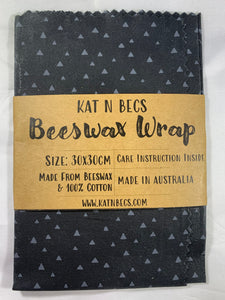 KAT N BECS
Beeswax Wrap
SIZE: 30X30CM
CARE INSTRUCTION INSIDE
MADE FROM BEESWAX
& 100% COTTON
MADE IN AUSTRALIA
WWW.KATNBECS.COM